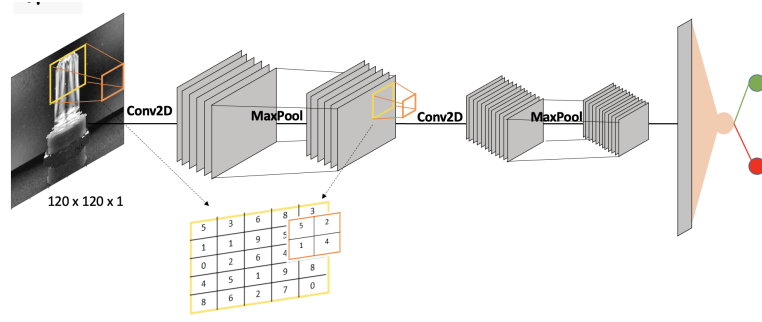 Conv2D
MaxPool
Conv2D
MaxPool
120 x 120 x 1
5 3 6 8 3
1 1 9 5
0 2 6 4
4 5 1 9 8
8 6 2 7 0
5 2
1 4